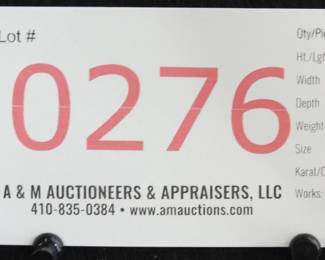 Lot #
0276
A & M AUCTIONEERS & APPRAISERS, LLC
410-835-0384 • www.amauctions.com
Qty/Pie
Ht./Lgt
Width
Depth
Weight
Size
Karat/C
Works: